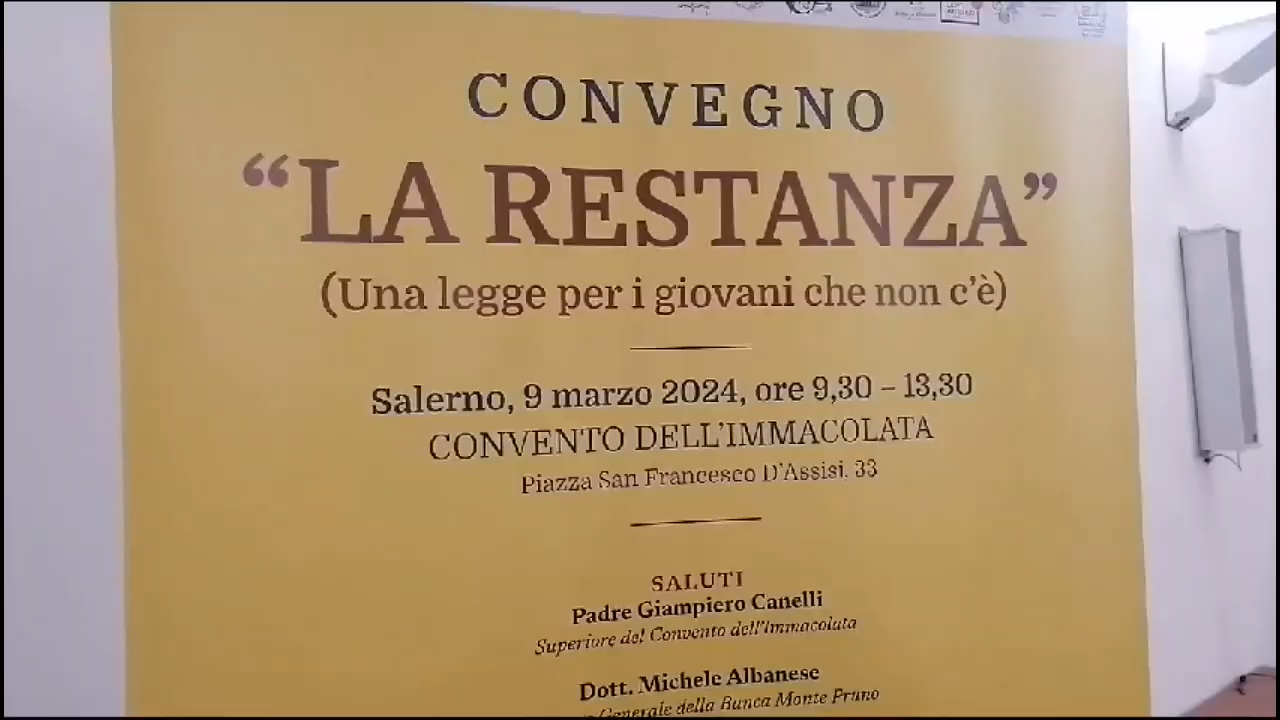 CONVEGNO
“LA RESTANZA”
(Una legge per i giovani che non c’è)
Salerno, 9 marzo 2024, ore 9,30 – 13,30
CONVENTO DELL’IMMACOLATA
Piazza San Francesco D’Assisi, 33
SALUTI
Padre Giampiero Canelli
Superiore del Convento dell’Immacolata
Dott. Michele Albanese
Generale della Banca Monte Pruno